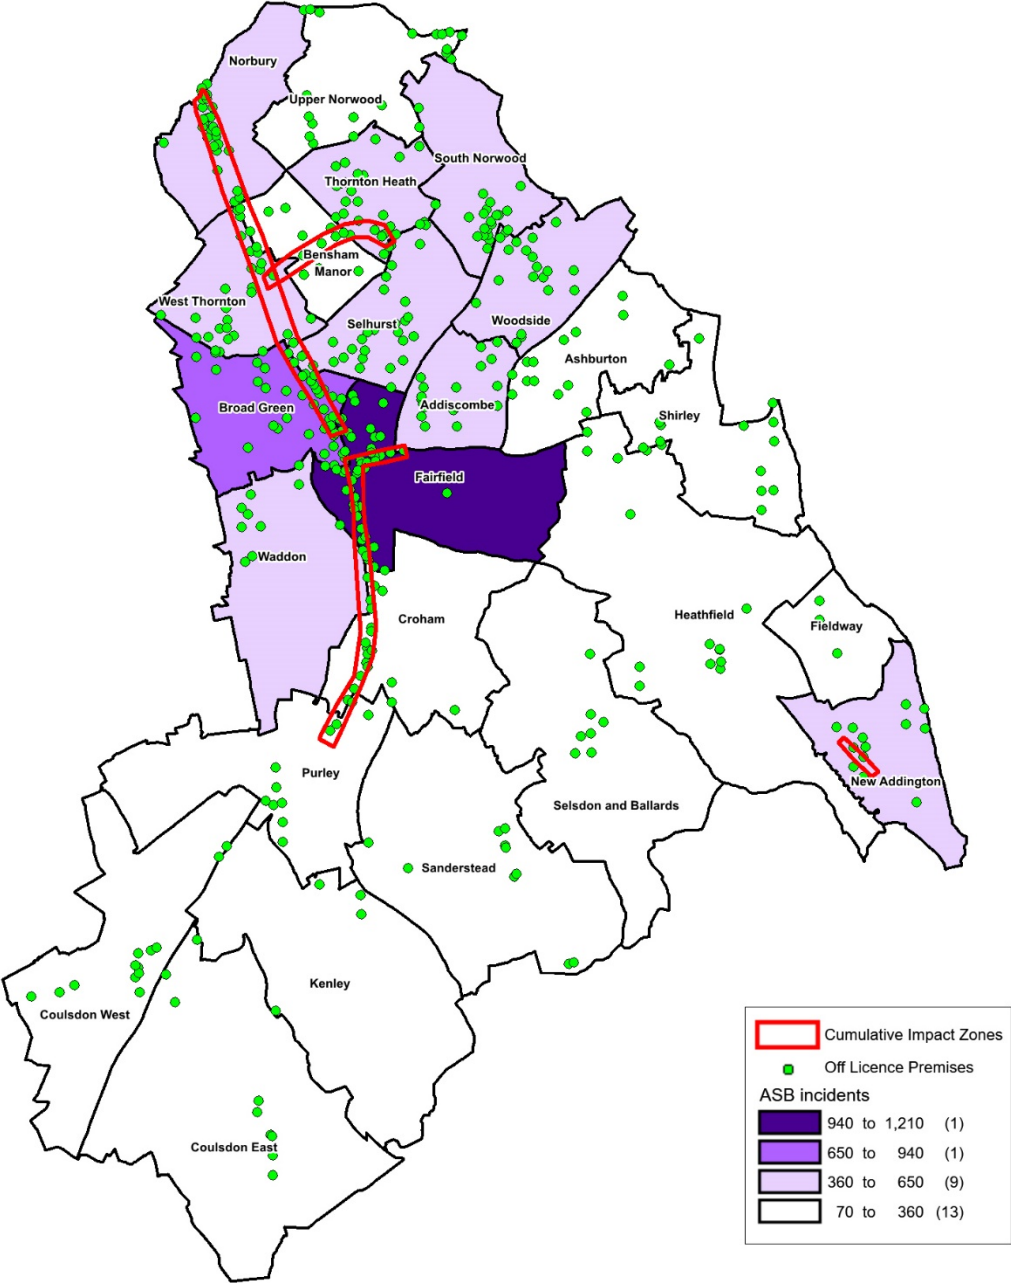 Norbury
Upper Norwood
South Norwood
Thornton Heath
Bensham
Manor
West Thornton
Selhurst
Woodside
Ashburton
Broad Green
Addiscombe
Shirley
Fairfield
Waddon
Croham
Heathfield
Fieldway
Purley
New Addington
Selsdon and Ballards
Sanderstead
Kenley
Coulsdon West
Coulsdon East
Cumulative Impact Zones
Off Licence Premises
ASB incidents
940 to 1,210 (1)
650 to 940 (1)
360 to 650 (9)
70 to 360 (13)